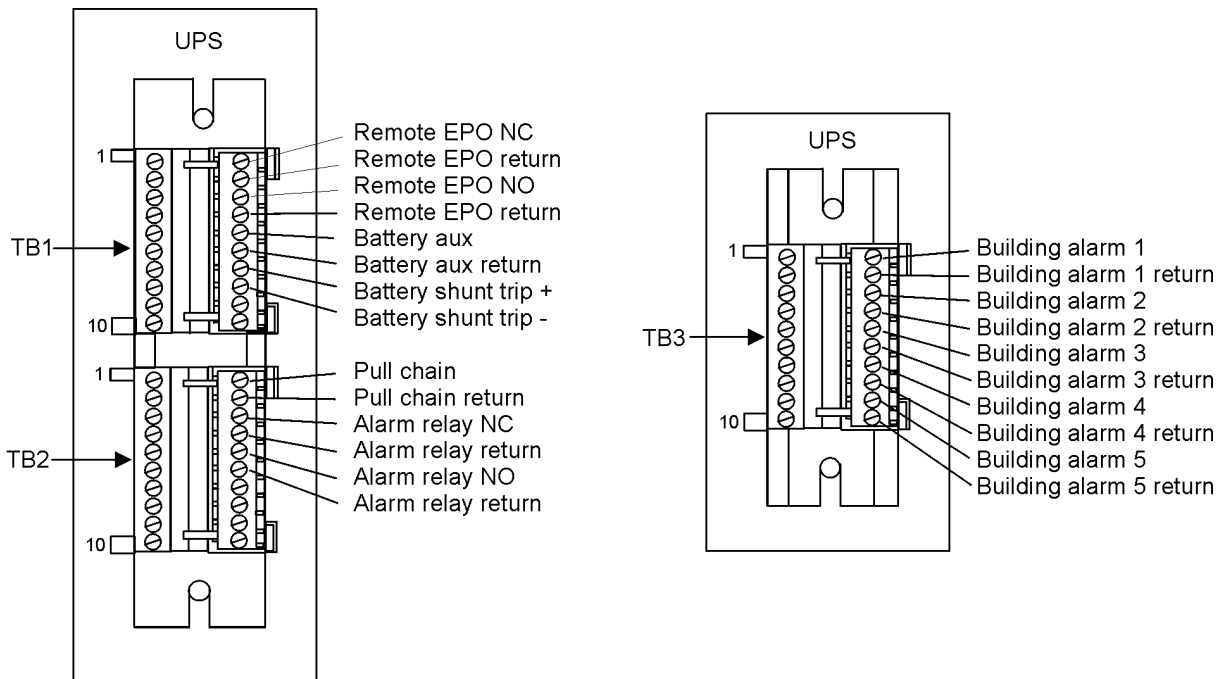 UPS
1
TB1
10
Remote EPO NC
Remote EPO return
Remote EPO NO
Remote EPO return
Battery aux
Battery aux return
Battery shunt trip +
Battery shunt trip -
1
TB2
10
Pull chain
Pull chain return
Alarm relay NC
Alarm relay return
Alarm relay NO
Alarm relay return
UPS
1
TB3
10
Building alarm 1
Building alarm 1 return
Building alarm 2
Building alarm 2 return
Building alarm 3
Building alarm 3 return
Building alarm 4
Building alarm 4 return
Building alarm 5
Building alarm 5 return